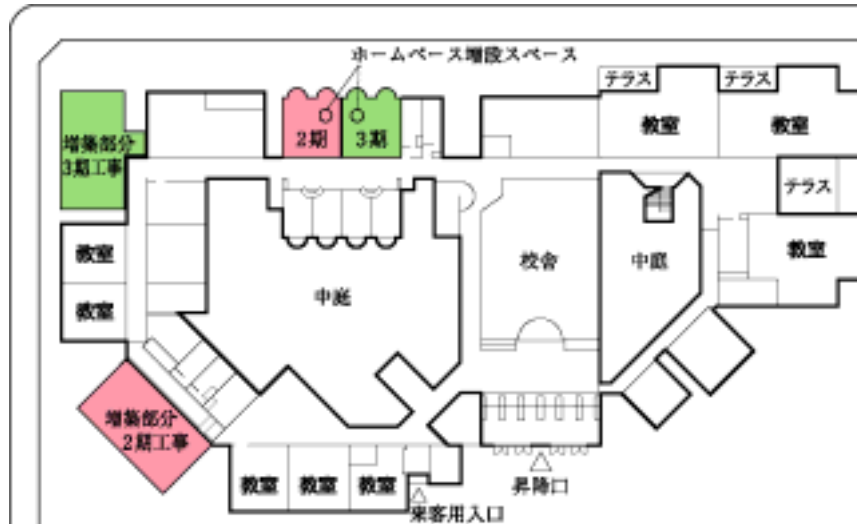 ホームベース増設スペース
テラス
テラス
2期
3期
教室
教室
増築部分
3期工事
テラス
教室
教室
校舎
中庭
教室
中庭
増築部分
2期工事
教室
教室
教室
昇降口
来客用入口